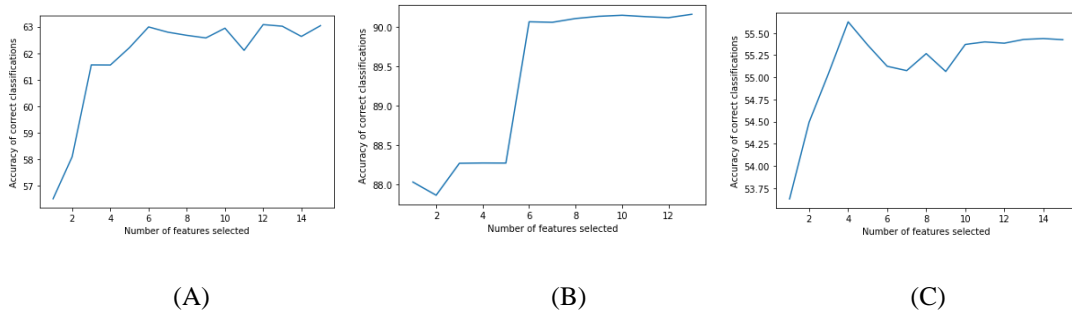 63
62
61
60
59
58
57
Accuracy of correct classifications
2 4 6 8 10 12 14
Number of features selected
(A)
90.0
89.5
89.0
88.5
88.0
Accuracy of correct classifications
2 4 6 8 10 12
Number of features selected
(B)
55.50
55.25
55.00
54.75
54.50
54.25
54.00
53.75
Accuracy of correct classifications
2 4 6 8 10 12 14
Number of features selected
(C)